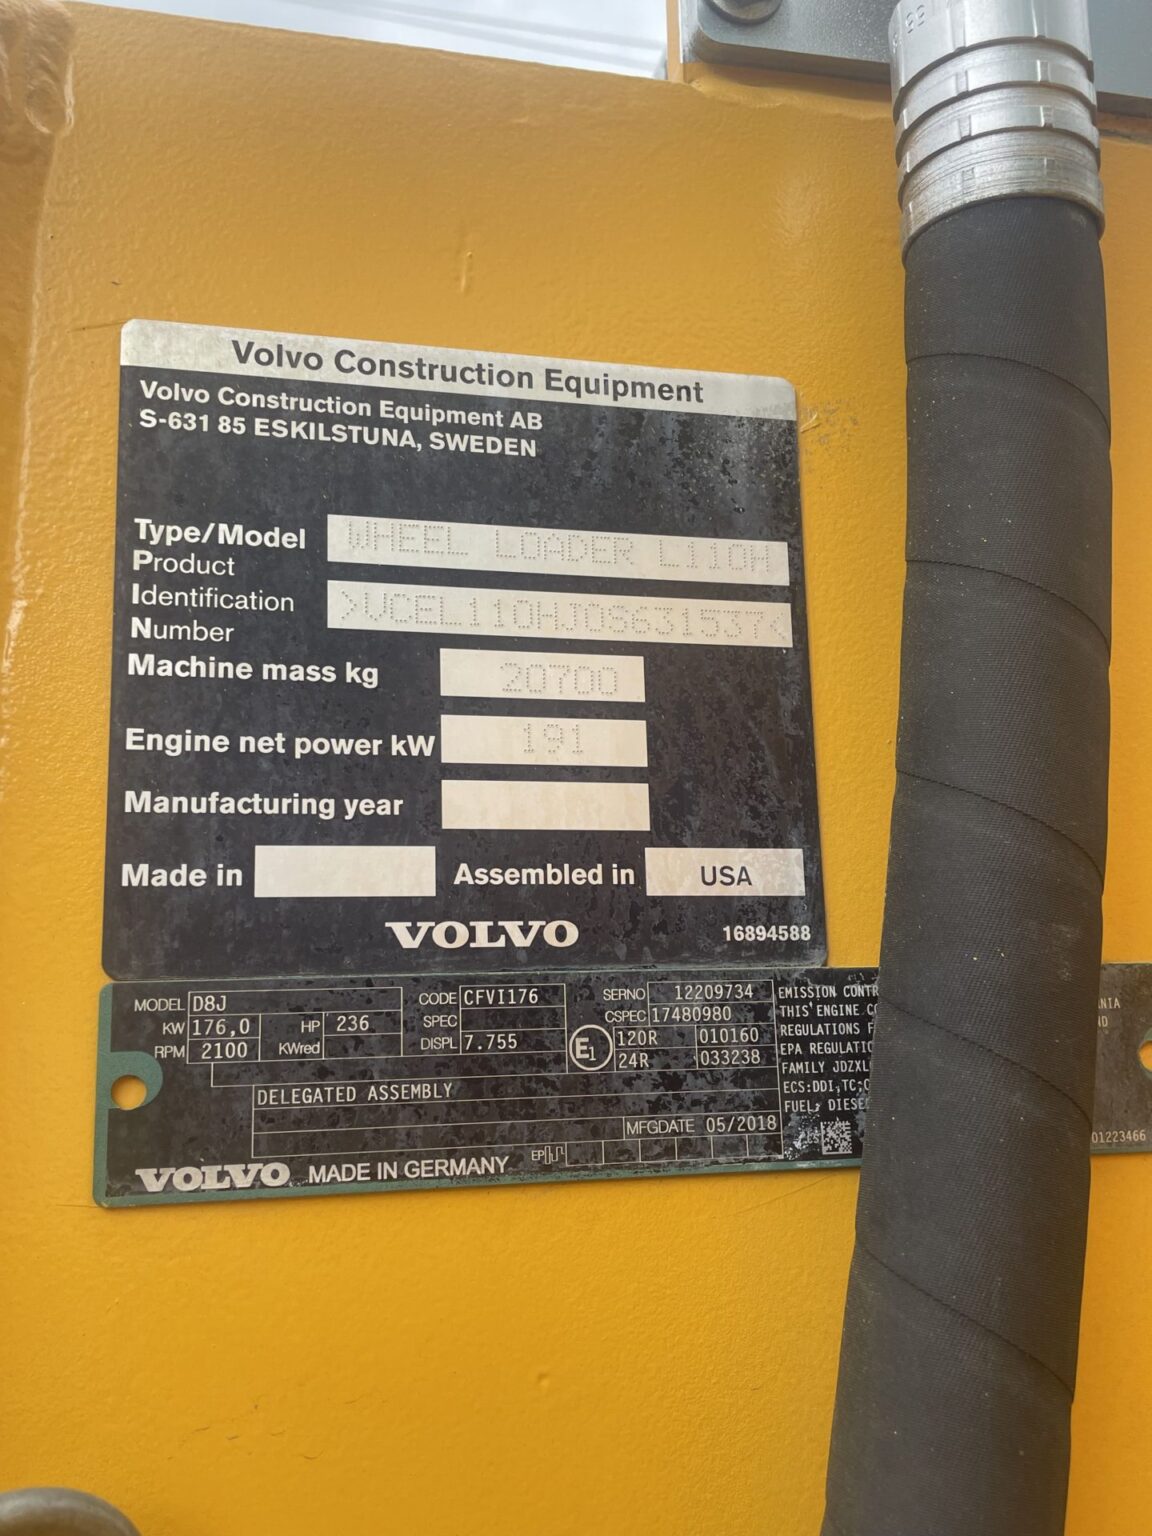 Volvo Construction Equipment
Volvo Construction Equipment AB
S-631 85 ESKILSTUNA, SWEDEN
Type/Model WHEEL LOADER L110H
Product
Identification >VCEL110HJ0S631537<
Number
Machine mass kg 20700
Engine net power kW 191
Manufacturing year
Made in Assembled in USA
VOLVO 16894588
MODEL D8J CODE CFVI176 SERNO 12209734
KW 176,0 HP 236 SPEC CSPEC 17480980
RPM 2100 KWred DISPL 7.755 E1 120R 010160
24R 033238
DELEGATED ASSEMBLY
MFGDATE 05/2018
EP
VOLVO MADE IN GERMANY
EMISSION CONTR
THIS ENGINE
REGULATIONS
EPA REGULATIO
FAMILY JDZXL
ECS:DDI,TC;
FUEL: DIESE
01223466